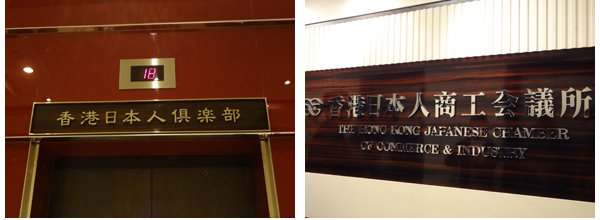 18
香港日本人倶楽部
香港日本人商工会議所
THE HONG KONG JAPANESE CHAMBER
OF COMMERCE & INDUSTRY